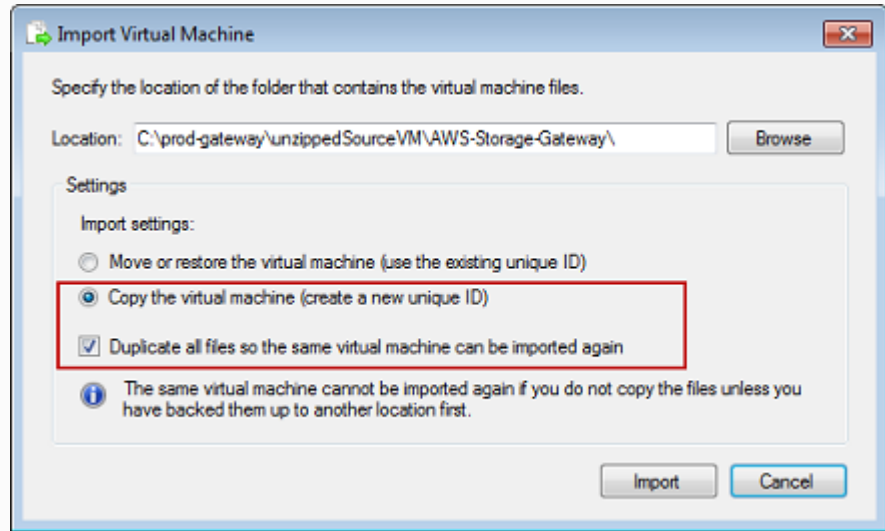 Import Virtual Machine
Specify the location of the folder that contains the virtual machine files.
Location: C:\prod-gateway\unzippedSourceVM\AWS-Storage-Gateway\ Browse
Settings
Import settings:
Move or restore the virtual machine (use the existing unique ID)
Copy the virtual machine (create a new unique ID)
Duplicate all files so the same virtual machine can be imported again
The same virtual machine cannot be imported again if you do not copy the files unless you
have backed them up to another location first.
Import Cancel